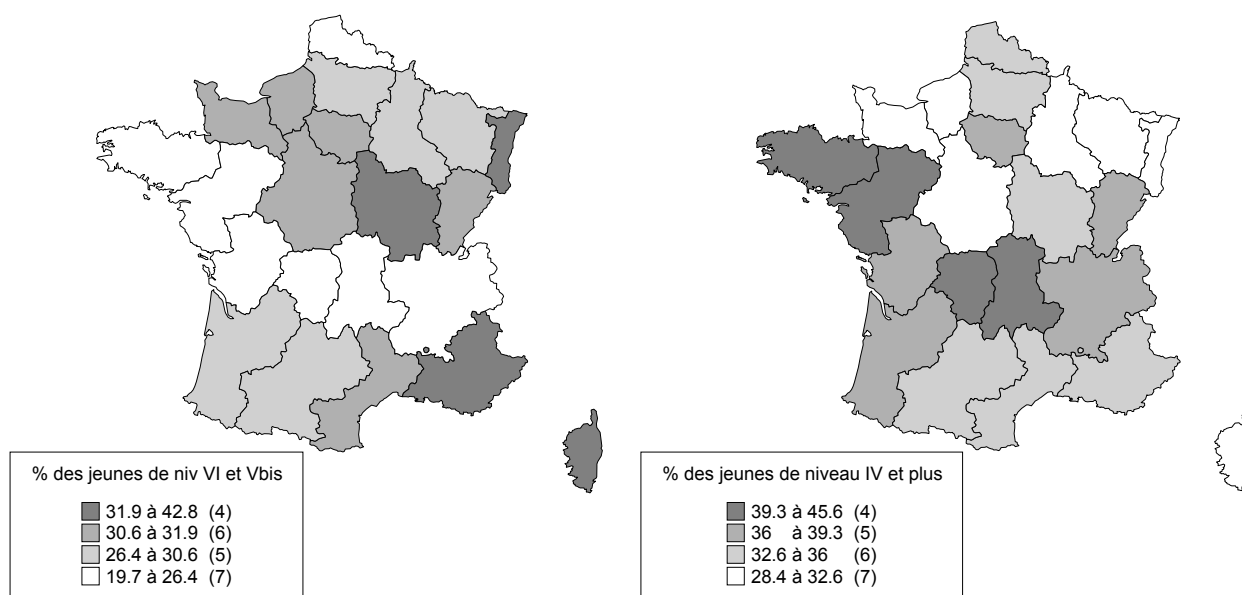 % des jeunes de niv VI et Vbis
31.9 à 42.8 (4)
30.6 à 31.9 (6)
26.4 à 30.6 (5)
19.7 à 26.4 (7)
% des jeunes de niveau IV et plus
39.3 à 45.6 (4)
36 à 39.3 (5)
32.6 à 36 (6)
28.4 à 32.6 (7)